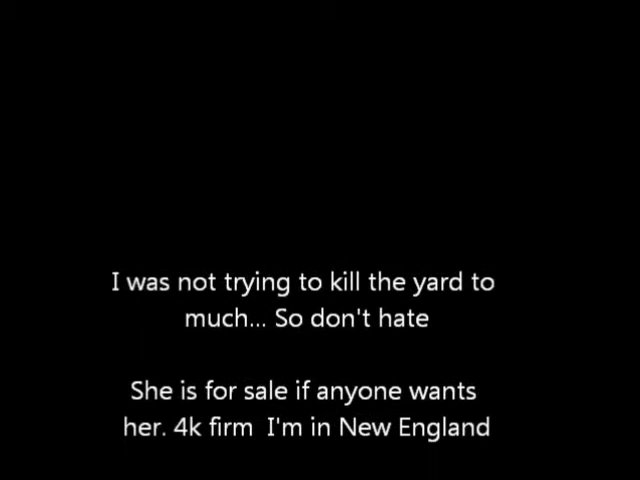 I was not trying to kill the yard to
much... So don't hate
She is for sale if anyone wants
her. 4k firm  I'm in New England